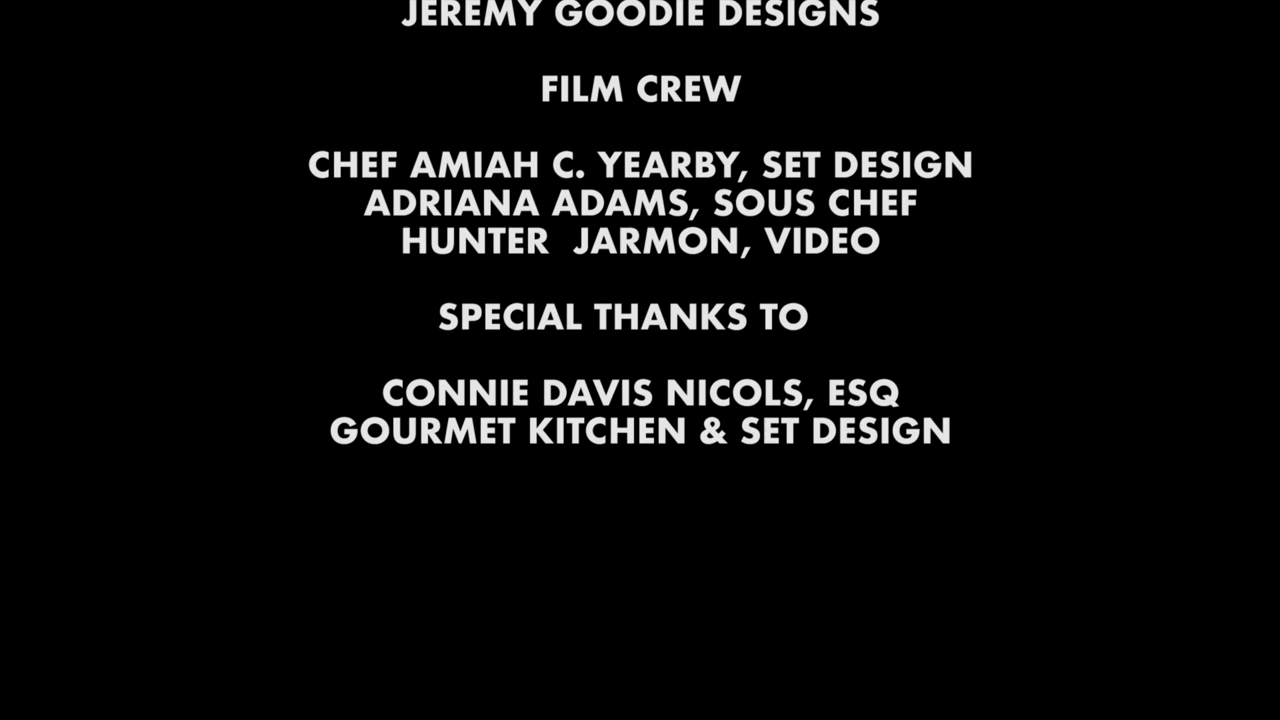 JEREMY GOODIE DESIGNS
FILM CREW
CHEF AMIAH C. YEARBY, SET DESIGN
ADRIANA ADAMS, SOUS CHEF
HUNTER  JARMON, VIDEO
SPECIAL THANKS TO
CONNIE DAVIS NICOLS, ESQ
GOURMET KITCHEN & SET DESIGN